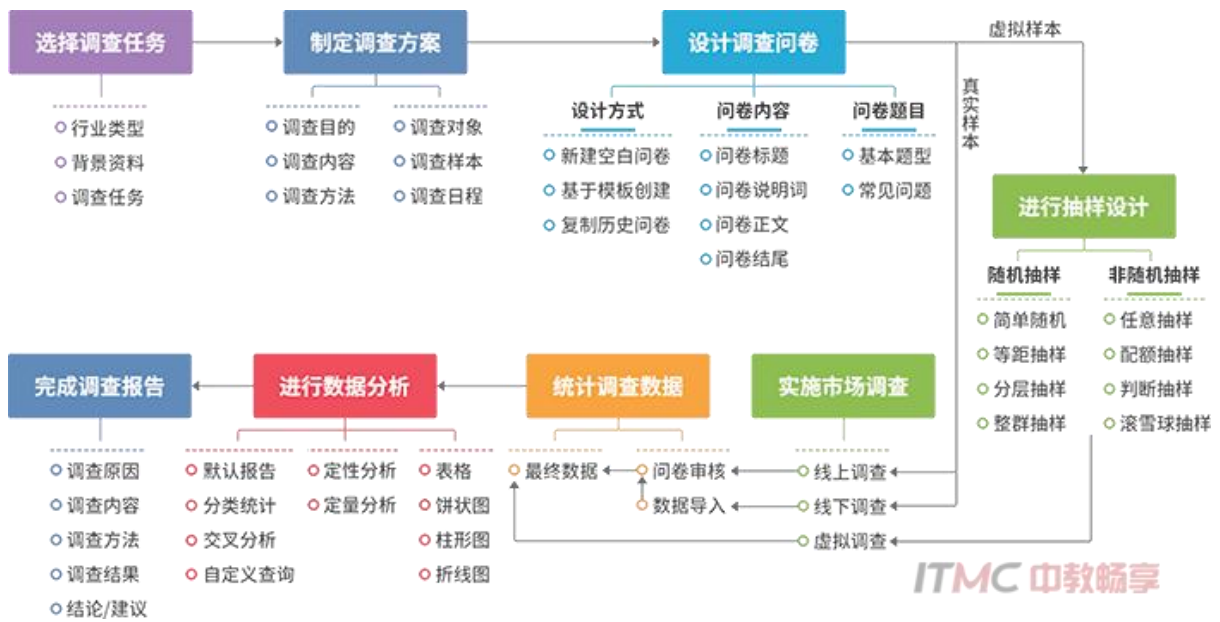 选择调查任务
行业类型
背景资料
调查任务
制定调查方案
调查目的
调查内容
调查方法
调查对象
调查样本
调查日程
设计调查问卷
设计方式
新建空白问卷
基于模板创建
复制历史问卷
问卷内容
问卷标题
问卷说明词
问卷正文
问卷结尾
问卷题目
基本题型
常见问题
虚拟样本
真实样本
进行抽样设计
随机抽样
简单随机
等距抽样
分层抽样
整群抽样
非随机抽样
任意抽样
配额抽样
判断抽样
滚雪球抽样
实施市场调查
线上调查
线下调查
虚拟调查
统计调查数据
最终数据
问卷审核
数据导入
进行数据分析
默认报告
分类统计
交叉分析
自定义查询
定性分析
定量分析
表格
饼状图
柱形图
折线图
完成调查报告
调查原因
调查内容
调查方法
调查结果
结论/建议
ITMC 中教畅享